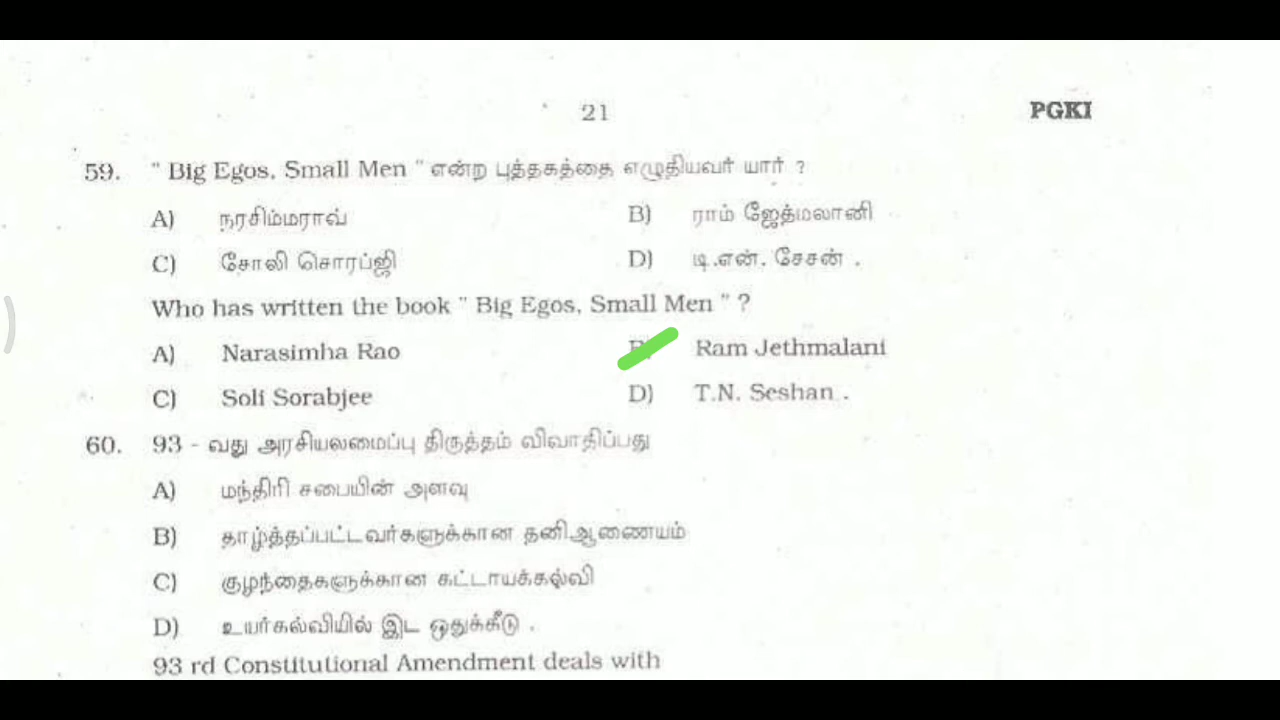 21 PGKI
59. " Big Egos, Small Men " என்ற புத்தகத்தை எழுதியவர் யார் ?
A) நரசிம்மராவ் B) ராம் ஜேத்மலானி
C) சோலி சொரப்ஜி D) டி.என். சேசன் .
Who has written the book " Big Egos, Small Men " ?
A) Narasimha Rao B) Ram Jethmalani
C) Soli Sorabjee D) T.N. Seshan .
60. 93 - வது அரசியலமைப்பு திருத்தம் விவாதிப்பது
A) மந்திரி சபையின் அளவு
B) தாழ்த்தப்பட்டவர்களுக்கான தனிஆணையம்
C) குழந்தைகளுக்கான கட்டாயக்கல்வி
D) உயர்கல்வியில் இட ஒதுக்கீடு .
93 rd Constitutional Amendment deals with